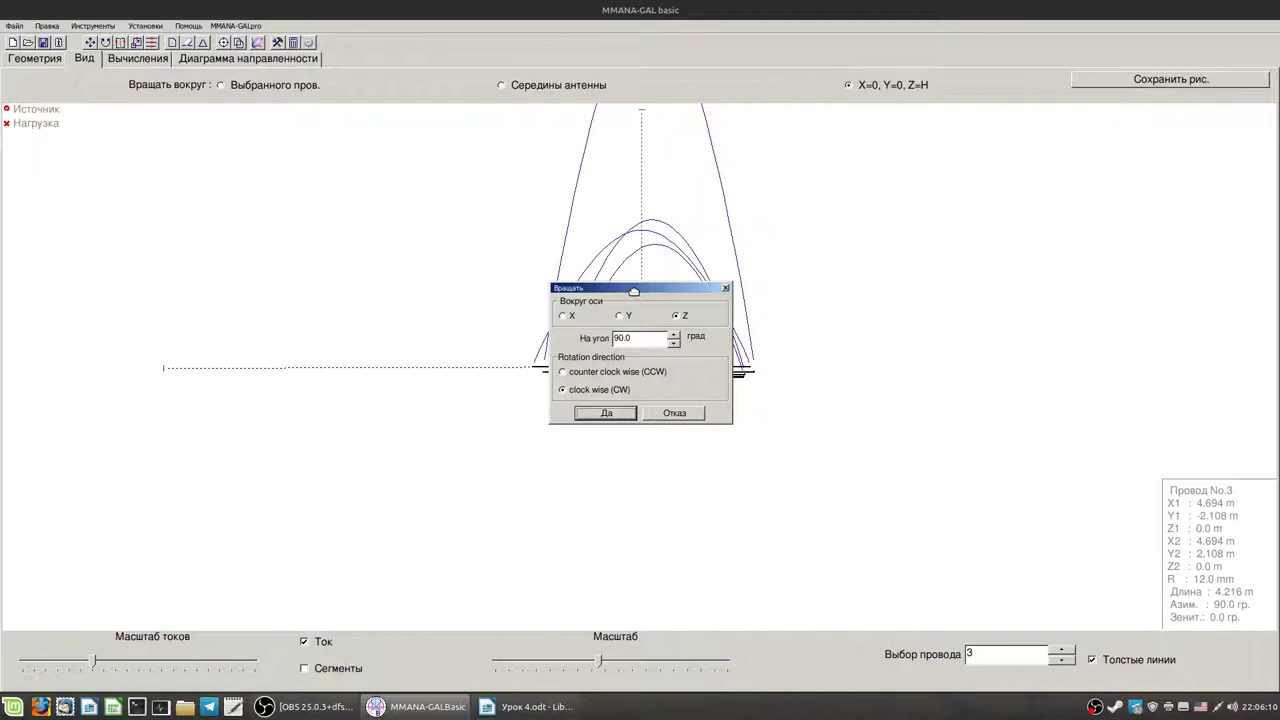 MMANA-GAL basic
Файл Правка Инструменты Установки Помощь MMANA-GALpro
Геометрия Вид Вычисления Диаграмма направленности
Вращать вокруг : Выбранного пров. Середины антенны X=0, Y=0, Z=H Сохранить рис.
Источник
Нагрузка
Вращать
Вокруг оси
X Y Z
На угол 90.0 град
Rotation direction
counter clock wise (CCW)
clock wise (CW)
Да Отказ
Провод No.3
X1 : 4.694 m
Y1 : -2.108 m
Z1 : 0.0 m
X2 : 4.694 m
Y2 : 2.108 m
Z2 : 0.0 m
R : 12.0 mm
Длина : 4.216 m
Азим. : 90.0 гр.
Зенит.: 0.0 гр.
Масштаб токов Ток Масштаб
Сегменты Выбор провода 3 Толстые линии
[OBS 25.0.3+dfs... MMANA-GALBasic Урок 4.odt - Lib... 22:06:10